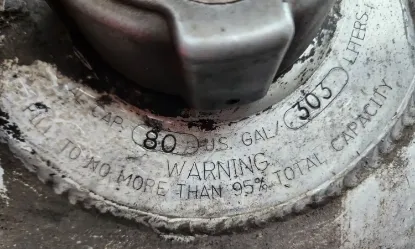 CAP. 80 U.S. GAL/. 303 LITERS
WARNING
FILL TO NO MORE THAN 95% TOTAL CAPACITY